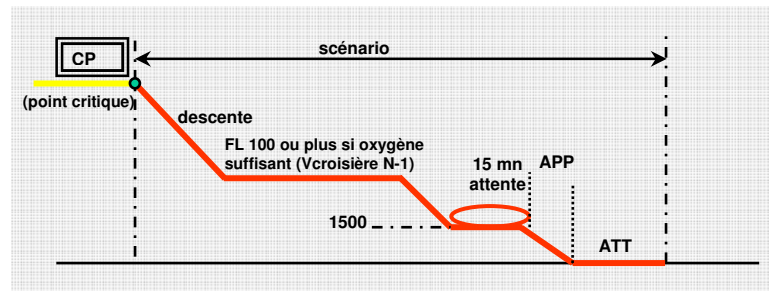 scénario
CP
(point critique)
descente
FL 100 ou plus si oxygène
suffisant (Vcroisière N-1)
15 mn
attente
APP
1500
ATT